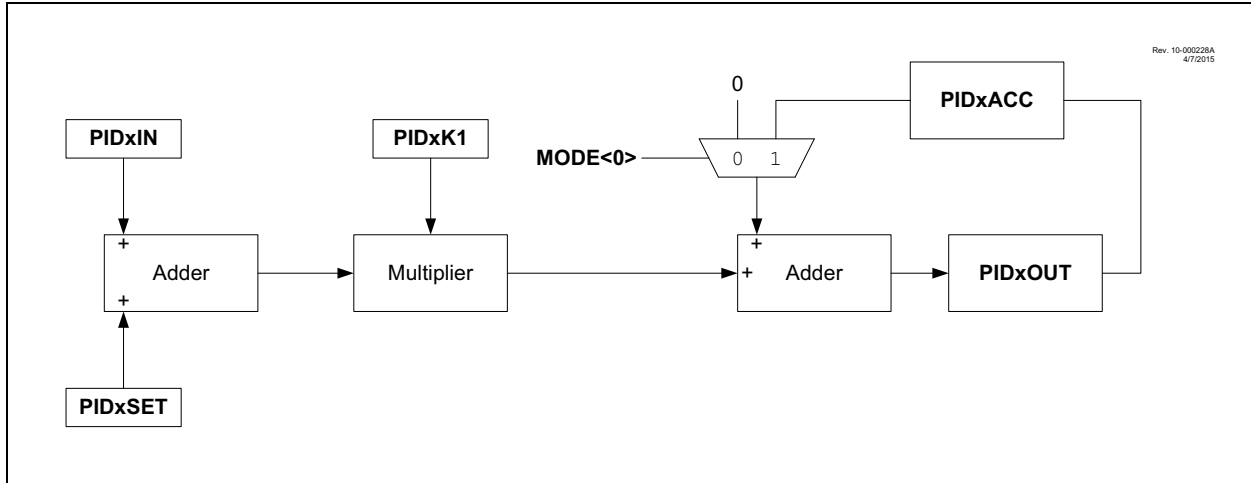 Rev. 10-000228A
4/7/2015
0
PIDxACC
PIDxIN
PIDxK1
MODE<0>
0 1
+
+
Adder
Multiplier
+
Adder
PIDxOUT
+
PIDxSET